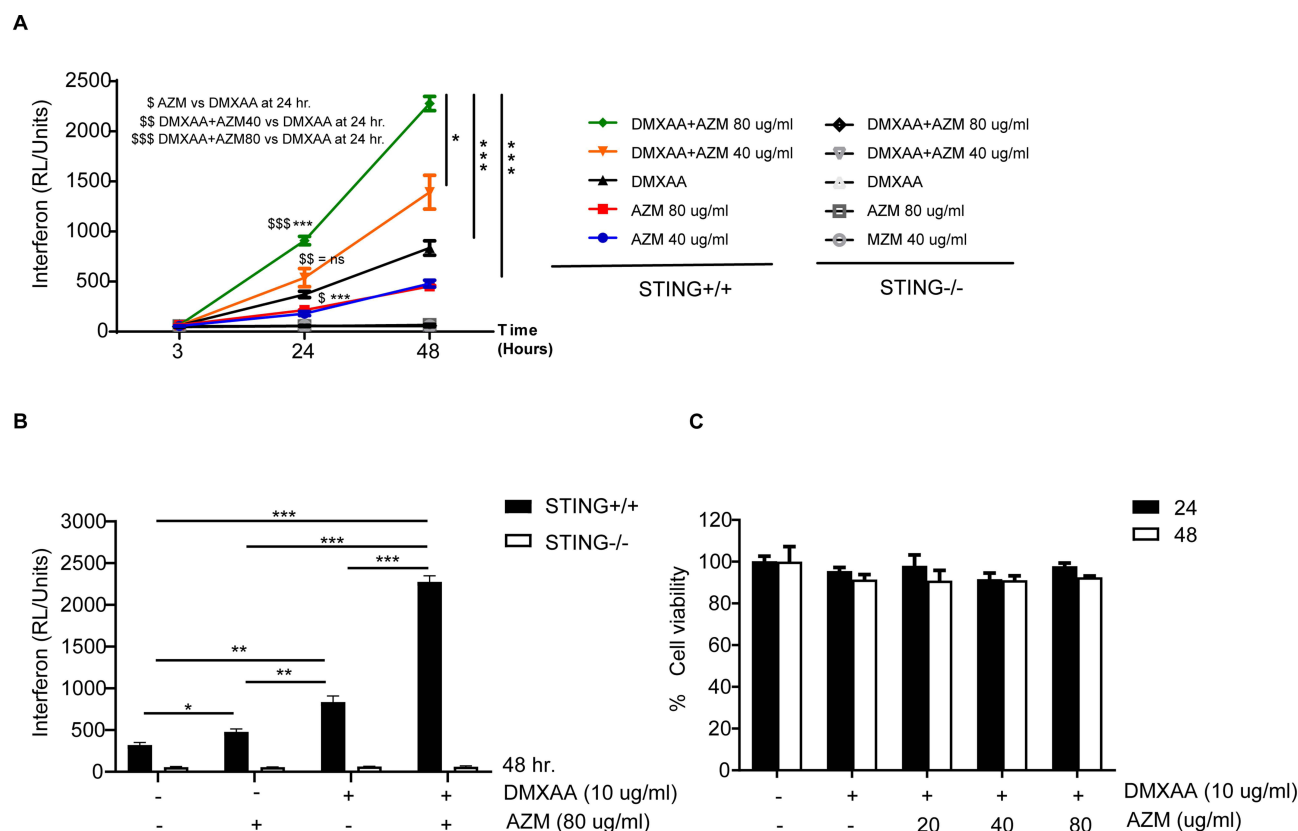 A
Interferon (RL/Units)
2500
2000
1500
1000
500
0
3
24
48
Time
(Hours)
$ AZM vs DMXAA at 24 hr.
$$ DMXAA+AZM40 vs DMXAA at 24 hr.
$$$ DMXAA+AZM80 vs DMXAA at 24 hr.
$$$ ***
$$ = ns
$ ***
*
***
***
DMXAA+AZM 80 ug/ml
DMXAA+AZM 40 ug/ml
DMXAA
AZM 80 ug/ml
AZM 40 ug/ml
STING+/+
DMXAA+AZM 80 ug/ml
DMXAA+AZM 40 ug/ml
DMXAA
AZM 80 ug/ml
MZM 40 ug/ml
STING-/-
B
STING+/+
STING-/-
Interferon (RL/Units)
3000
2500
2000
1500
1000
500
0
***
***
***
**
**
*
48 hr.
- - + + DMXAA (10 ug/ml)
- + - + AZM (80 ug/ml)
C
24
48
% Cell viability
120
100
80
60
40
20
0
- + + + + DMXAA (10 ug/ml)
- - 20 40 80 AZM (ug/ml)